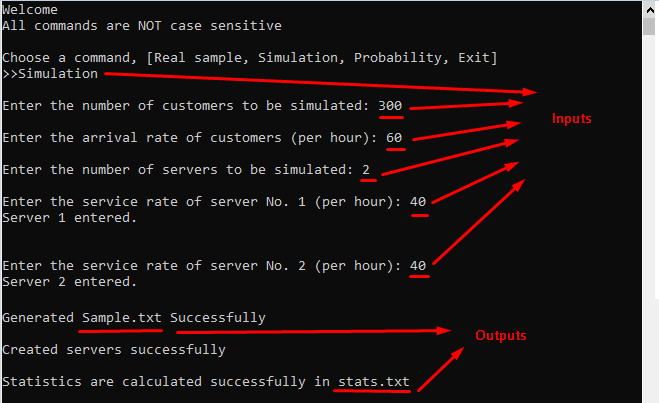 Welcome
All commands are NOT case sensitive
Choose a command, [Real sample, Simulation, Probability, Exit]
>>Simulation
Enter the number of customers to be simulated: 300
Enter the arrival rate of customers (per hour): 60
Inputs
Enter the number of servers to be simulated: 2
Enter the service rate of server No. 1 (per hour): 40
Server 1 entered.
Enter the service rate of server No. 2 (per hour): 40
Server 2 entered.
Generated Sample.txt Successfully
Outputs
Created servers successfully
Statistics are calculated successfully in stats.txt